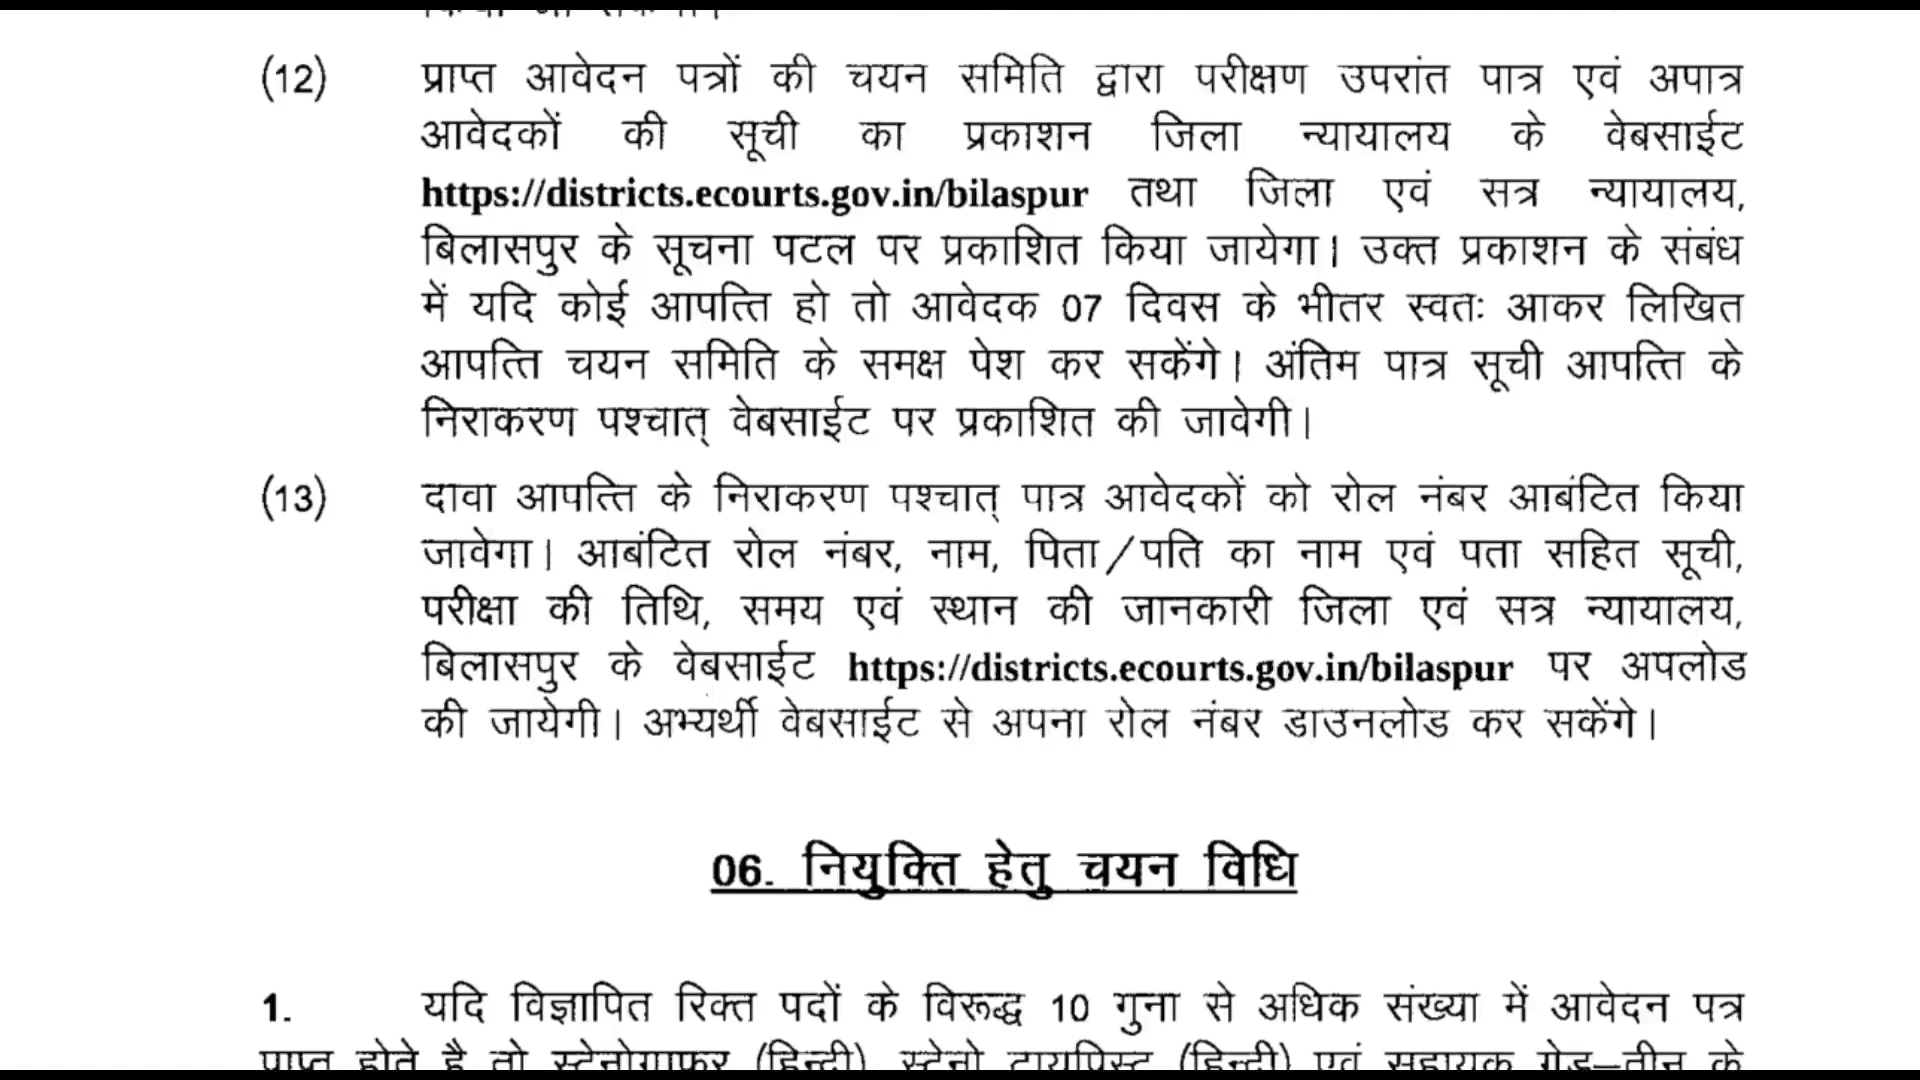 (12) प्राप्त आवेदन पत्रों की चयन समिति द्वारा परीक्षण उपरांत पात्र एवं अपात्र
आवेदकों की सूची का प्रकाशन जिला न्यायालय के वेबसाईट
https://districts.ecourts.gov.in/bilaspur तथा जिला एवं सत्र न्यायालय,
बिलासपुर के सूचना पटल पर प्रकाशित किया जायेगा। उक्त प्रकाशन के संबंध
में यदि कोई आपत्ति हो तो आवेदक 07 दिवस के भीतर स्वतः आकर लिखित
आपत्ति चयन समिति के समक्ष पेश कर सकेंगे। अंतिम पात्र सूची आपत्ति के
निराकरण पश्चात् वेबसाईट पर प्रकाशित की जावेगी।
(13) दावा आपत्ति के निराकरण पश्चात् पात्र आवेदकों को रोल नंबर आबंटित किया
जावेगा। आबंटित रोल नंबर, नाम, पिता/पति का नाम एवं पता सहित सूची,
परीक्षा की तिथि, समय एवं स्थान की जानकारी जिला एवं सत्र न्यायालय,
बिलासपुर के वेबसाईट https://districts.ecourts.gov.in/bilaspur पर अपलोड
की जायेगी। अभ्यर्थी वेबसाईट से अपना रोल नंबर डाउनलोड कर सकेंगे।
06. नियुक्ति हेतु चयन विधि
1. यदि विज्ञापित रिक्त पदों के विरूद्ध 10 गुना से अधिक संख्या में आवेदन पत्र
प्राप्त होते है तो स्टेनोग्राफर (हिन्दी), स्टेनो टायपिस्ट (हिन्दी) एवं सहायक ग्रेड–तीन के